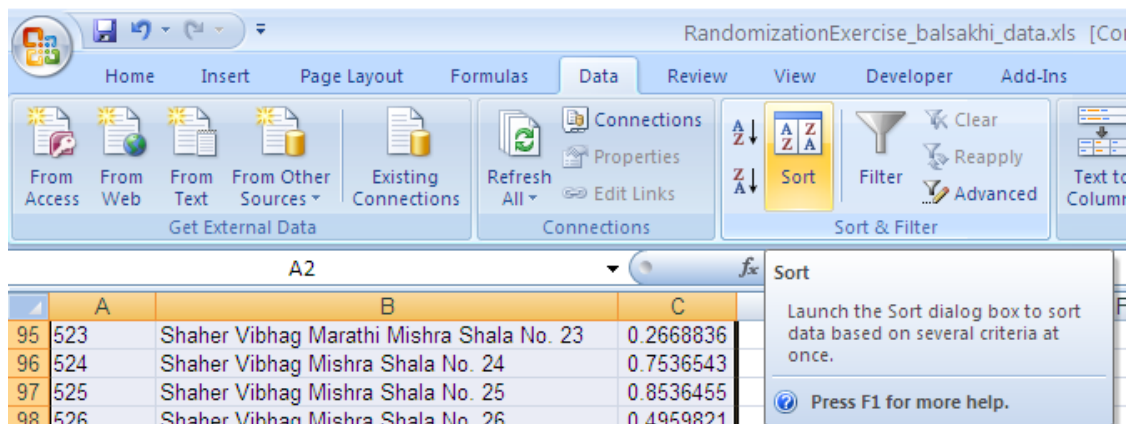 RandomizationExercise_balsakhi_data.xls [Co
Home Insert Page Layout Formulas Data Review View Developer Add-Ins
From Access
From Web
From Text
From Other Sources
Existing Connections
Get External Data
Refresh All
Connections
Properties
Edit Links
Connections
A Z
Z A
A Z
Z A
Sort
Filter
Clear
Reapply
Advanced
Sort & Filter
Text to
Column
A2
fx
A B C F
95 523 Shaher Vibhag Marathi Mishra Shala No. 23 0.2668836
96 524 Shaher Vibhag Mishra Shala No. 24 0.7536543
97 525 Shaher Vibhag Mishra Shala No. 25 0.8536455
98 526 Shaher Vibhag Mishra Shala No. 26 0.4959821
Sort
Launch the Sort dialog box to sort
data based on several criteria at
once.
Press F1 for more help.